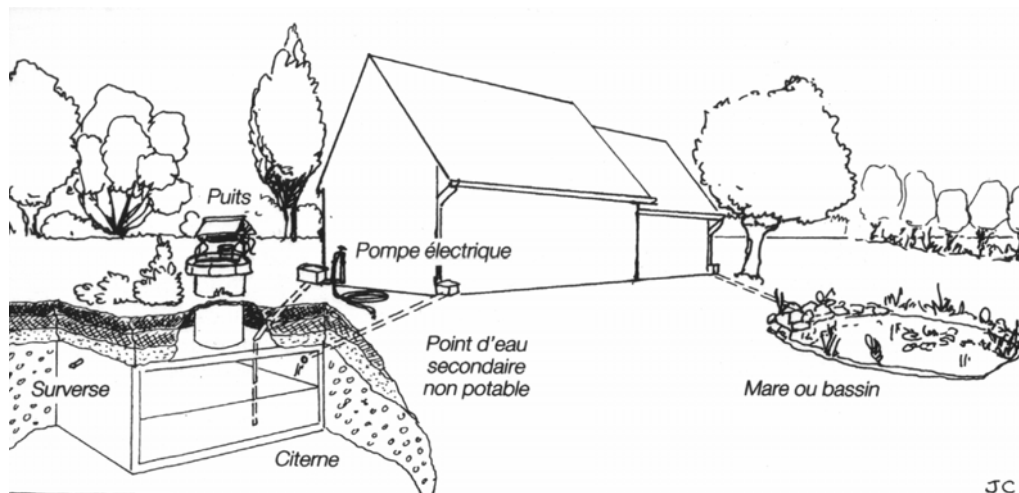 Puits
Pompe électrique
Point d'eau
secondaire
non potable
Surverse
Mare ou bassin
Citerne
JC